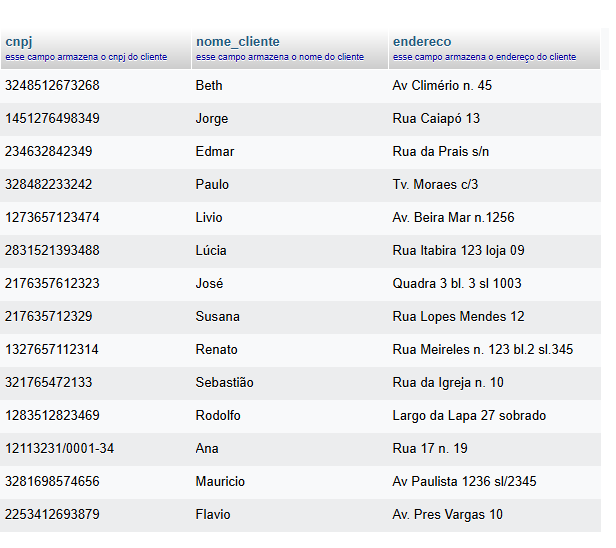 cnpj nome_cliente endereco
esse campo armazena o cnpj do cliente esse campo armazena o nome do cliente esse campo armazena o endereço do cliente
3248512673268 Beth Av Climério n. 45
1451276498349 Jorge Rua Caiapó 13
234632842349 Edmar Rua da Prais s/n
328482233242 Paulo Tv. Moraes c/3
1273657123474 Livio Av. Beira Mar n.1256
2831521393488 Lúcia Rua Itabira 123 loja 09
2176357612323 José Quadra 3 bl. 3 sl 1003
217635712329 Susana Rua Lopes Mendes 12
1327657112314 Renato Rua Meireles n. 123 bl.2 sl.345
321765472133 Sebastião Rua da Igreja n. 10
1283512823469 Rodolfo Largo da Lapa 27 sobrado
12113231/0001-34 Ana Rua 17 n. 19
3281698574656 Mauricio Av Paulista 1236 sl/2345
2253412693879 Flavio Av. Pres Vargas 10